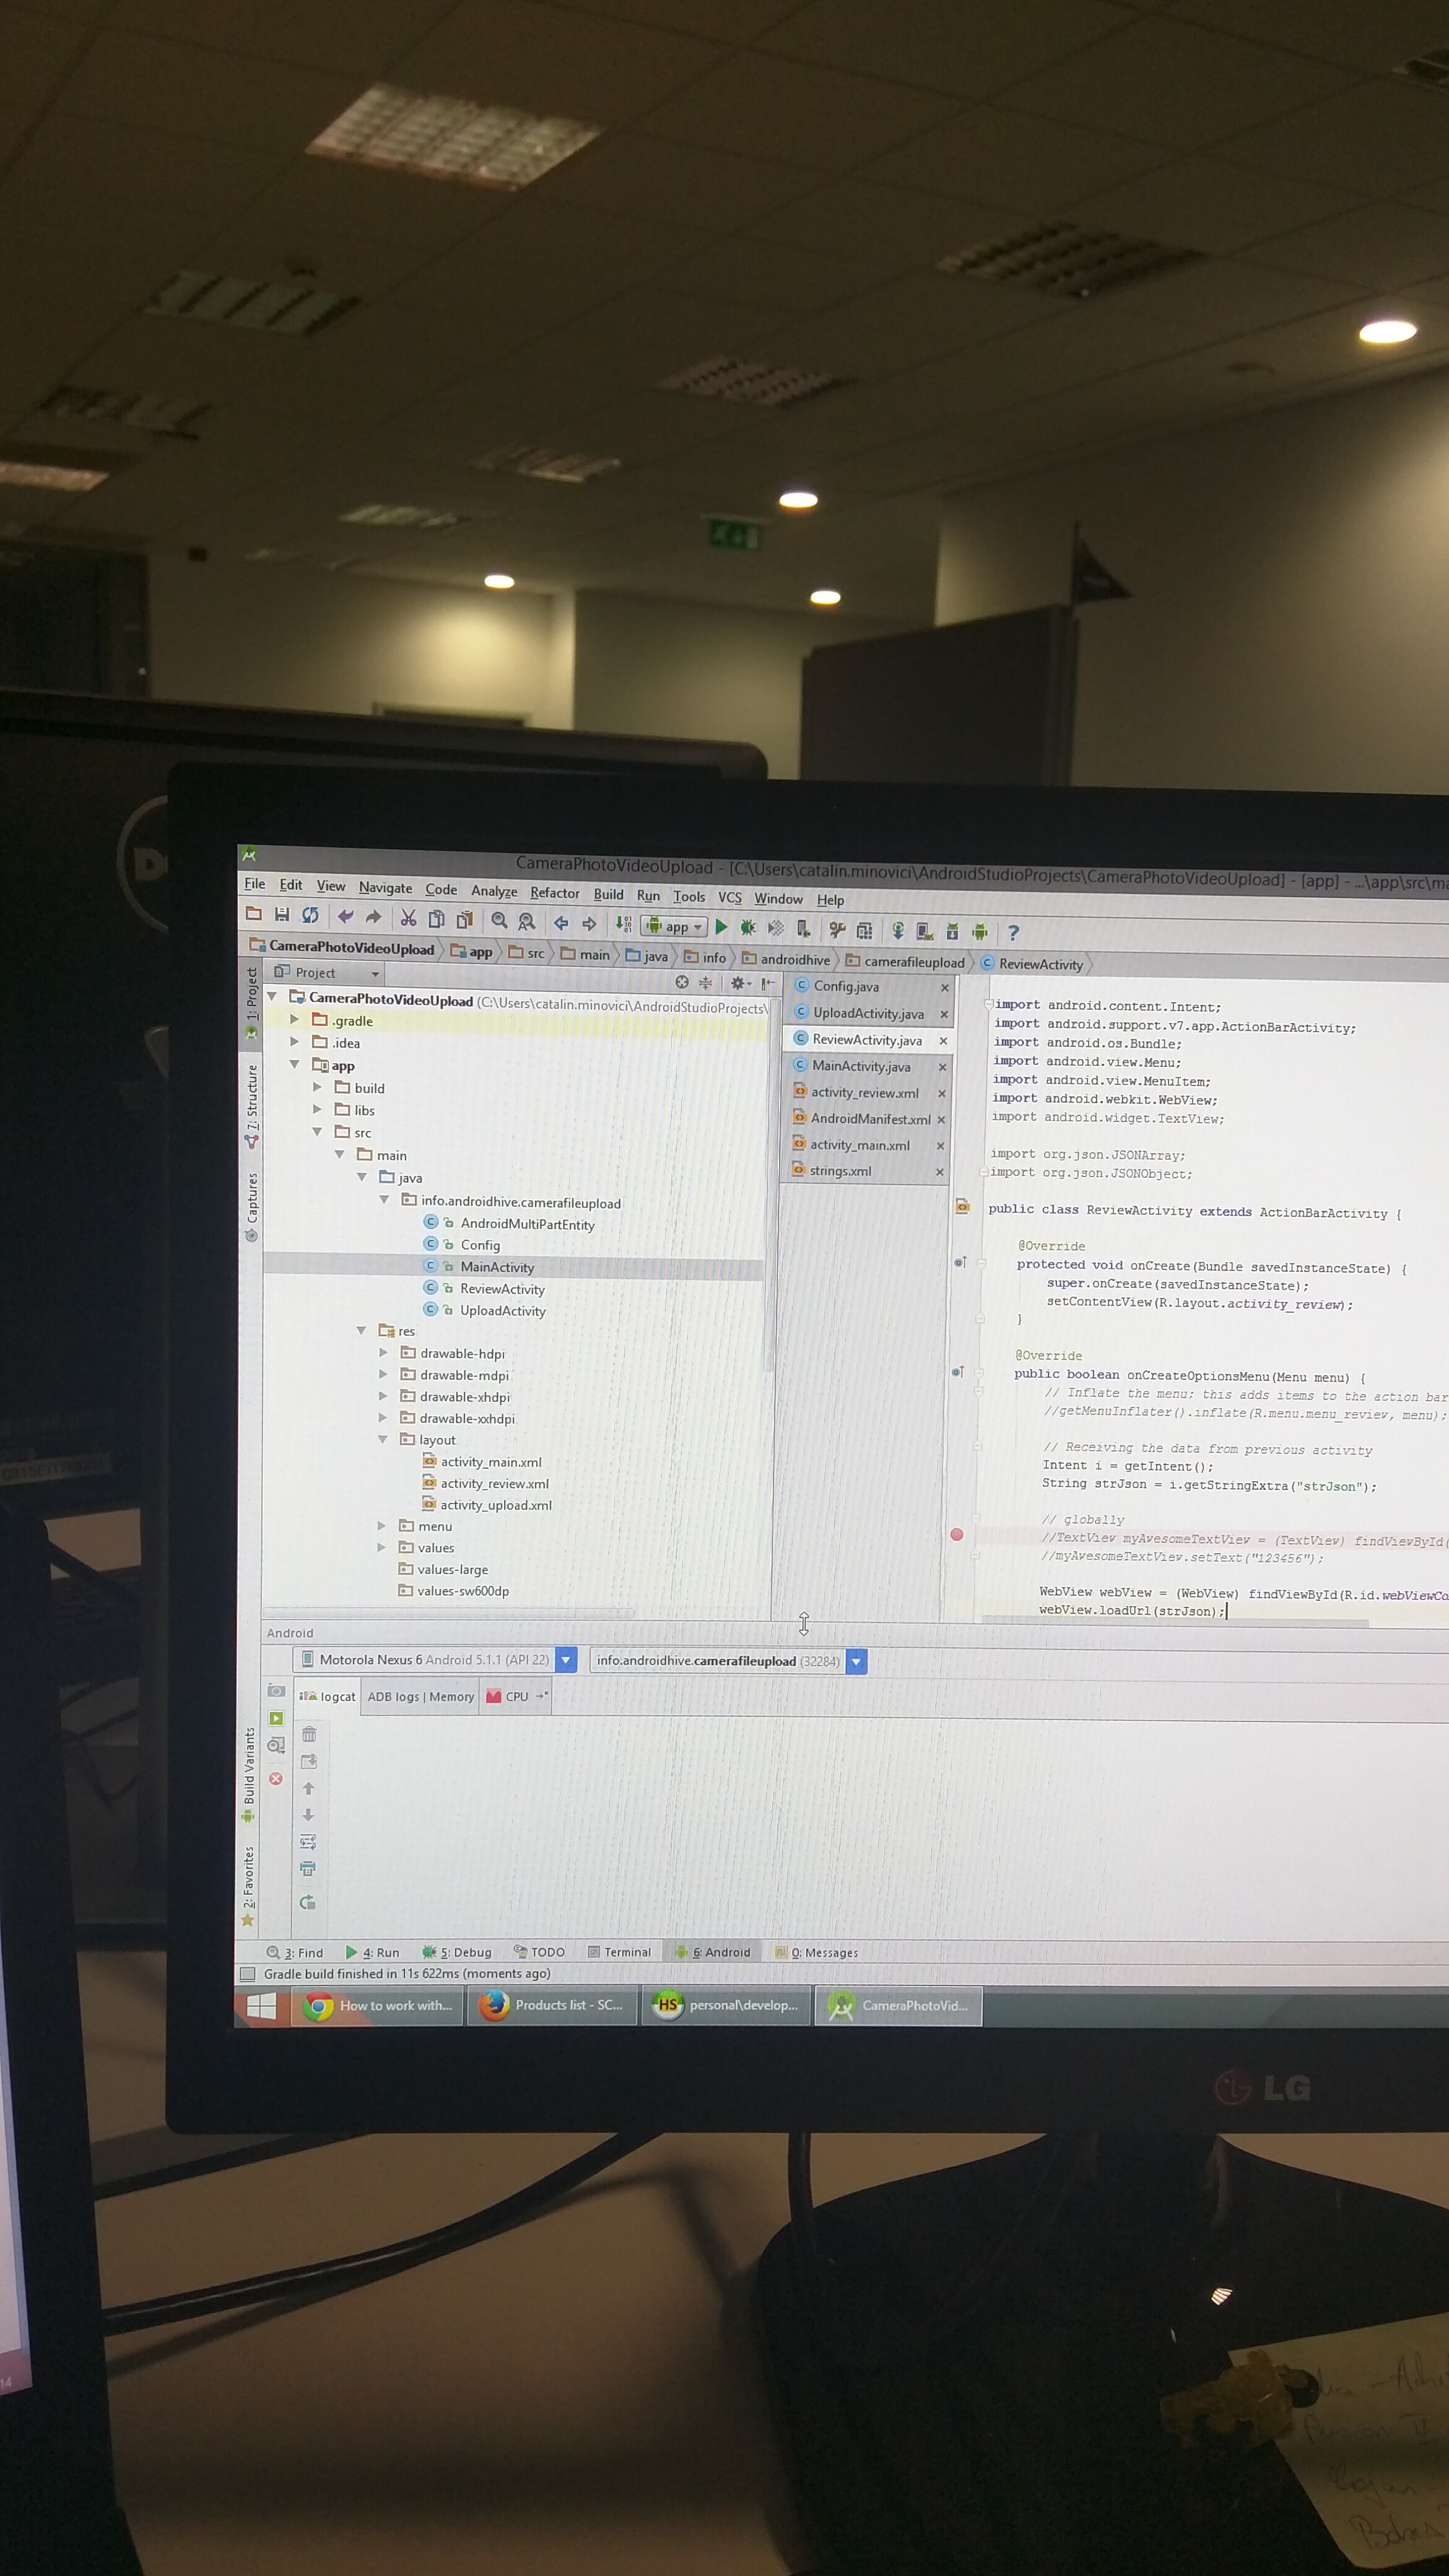 CameraPhotoVideoUpload - [C:\Users\catalin.minovici\AndroidStudioProjects\CameraPhotoVideoUpload] - [app] - ...\app\src\ma
File Edit View Navigate Code Analyze Refactor Build Run Tools VCS Window Help
app
CameraPhotoVideoUpload app src main java info androidhive camerafileupload ReviewActivity
1: Project
7: Structure
Captures
Build Variants
2: Favorites
Project
CameraPhotoVideoUpload (C:\Users\catalin.minovici\AndroidStudioProjects\
.gradle
.idea
app
build
libs
src
main
java
info.androidhive.camerafileupload
AndroidMultiPartEntity
Config
MainActivity
ReviewActivity
UploadActivity
res
drawable-hdpi
drawable-mdpi
drawable-xhdpi
drawable-xxhdpi
layout
activity_main.xml
activity_review.xml
activity_upload.xml
menu
values
values-large
values-sw600dp
Config.java
UploadActivity.java
ReviewActivity.java
MainActivity.java
activity_review.xml
AndroidManifest.xml
activity_main.xml
strings.xml
import android.content.Intent;
import android.support.v7.app.ActionBarActivity;
import android.os.Bundle;
import android.view.Menu;
import android.view.MenuItem;
import android.webkit.WebView;
import android.widget.TextView;
import org.json.JSONArray;
import org.json.JSONObject;
public class ReviewActivity extends ActionBarActivity {
@Override
protected void onCreate(Bundle savedInstanceState) {
super.onCreate(savedInstanceState);
setContentView(R.layout.activity_review);
}
@Override
public boolean onCreateOptionsMenu(Menu menu) {
// Inflate the menu; this adds items to the action bar
//getMenuInflater().inflate(R.menu.menu_review, menu);
// Receiving the data from previous activity
Intent i = getIntent();
String strJson = i.getStringExtra("strJson");
// globally
//TextView myAwesomeTextView = (TextView) findViewById(
//myAwesomeTextView.setText("123456");
WebView webView = (WebView) findViewById(R.id.webViewCo
webView.loadUrl(strJson);
Android
Motorola Nexus 6 Android 5.1.1 (API 22)
info.androidhive.camerafileupload (32284)
logcat ADB logs | Memory CPU
3: Find 4: Run 5: Debug TODO Terminal 6: Android 0: Messages
Gradle build finished in 11s 622ms (moments ago)
How to work with... Products list - SC... HS personal\develop... CameraPhotoVid...
LG
14